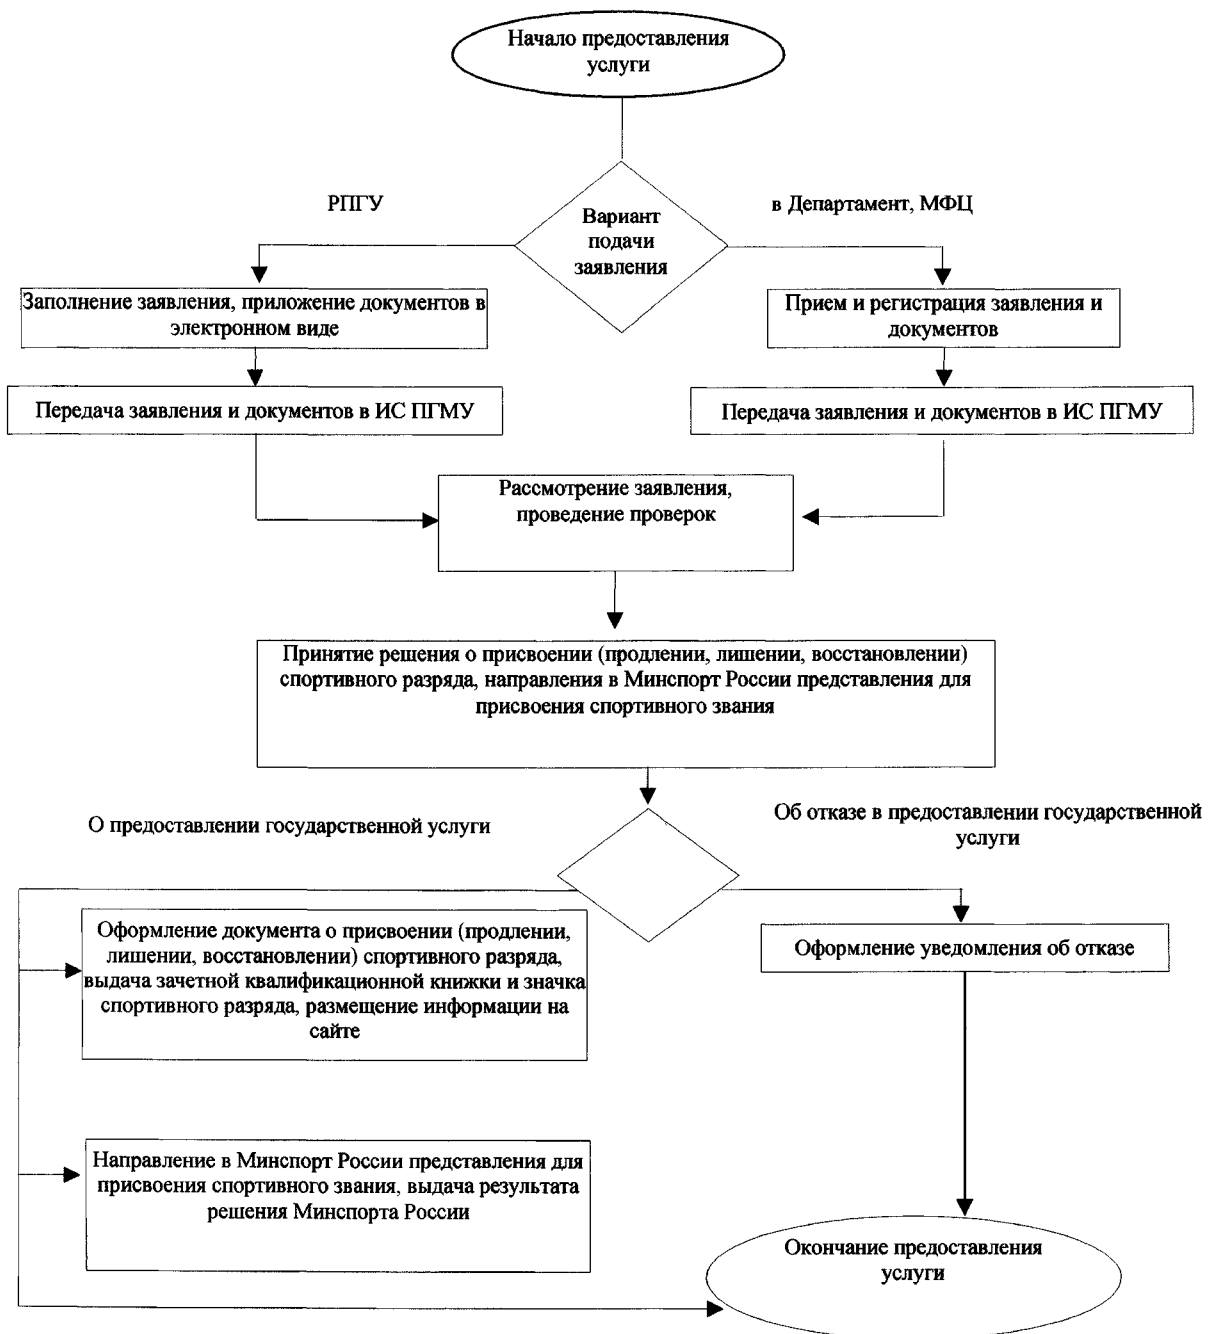 Начало предоставления
услуги
РПГУ
в Департамент, МФЦ
Вариант
подачи
заявления
Заполнение заявления, приложение документов в
электронном виде
Прием и регистрация заявления и
документов
Передача заявления и документов в ИС ПГМУ
Передача заявления и документов в ИС ПГМУ
Рассмотрение заявления,
проведение проверок
Принятие решения о присвоении (продлении, лишении, восстановлении)
спортивного разряда, направления в Минспорт России представления для
присвоения спортивного звания
О предоставлении государственной услуги
Об отказе в предоставлении государственной
услуги
Оформление документа о присвоении (продлении,
лишении, восстановлении) спортивного разряда,
выдача зачетной квалификационной книжки и значка
спортивного разряда, размещение информации на
сайте
Оформление уведомления об отказе
Направление в Минспорт России представления для
присвоения спортивного звания, выдача результата
решения Минспорта России
Окончание предоставления
услуги